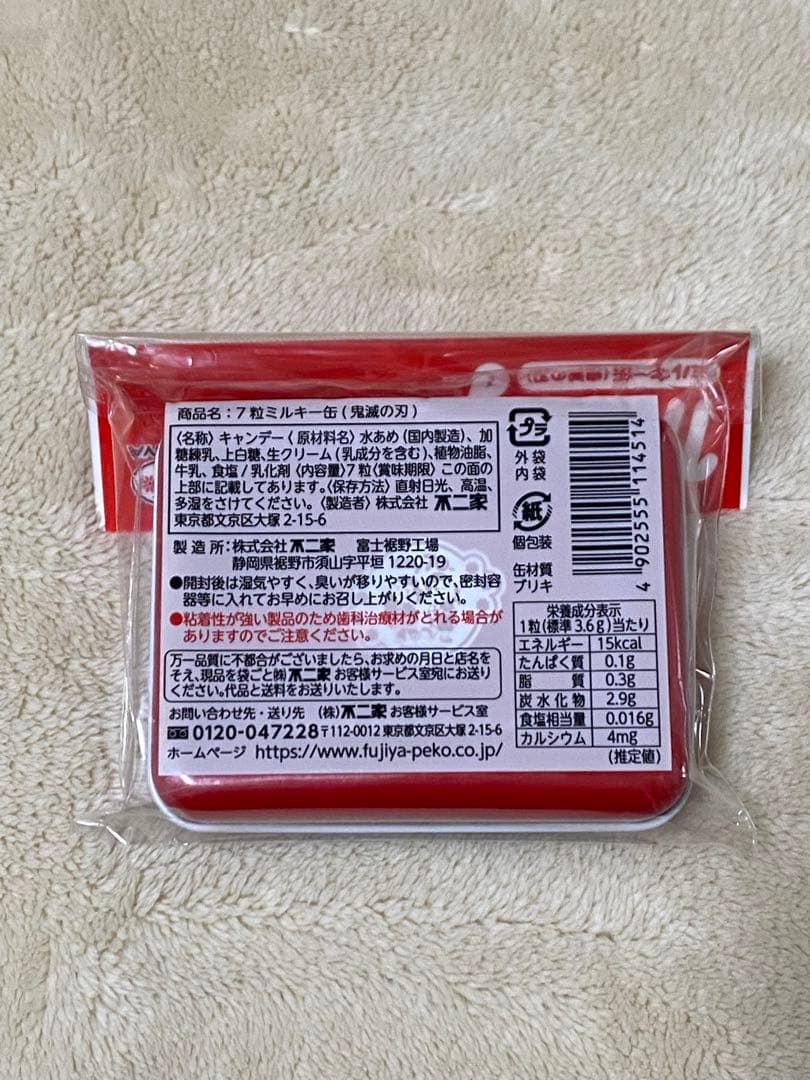 商品名：7粒ミルキー缶(鬼滅の刃)
〈名称〉キャンデー〈原材料名〉水あめ(国内製造)、加
糖練乳、上白糖、生クリーム(乳成分を含む)、植物油脂、
牛乳、食塩/乳化剤〈内容量〉7粒〈賞味期限〉この面の
上部に記載してあります。〈保存方法〉直射日光、高温、
多湿をさけてください。〈製造者〉株式会社 不二家
東京都文京区大塚2-15-6
製造所：株式会社 不二家 富士裾野工場
静岡県裾野市須山字平垣 1220-19
●開封後は湿気やすく、臭いが移りやすいので、密封容
器等に入れてお早めにお召し上がりください。
●粘着性が強い製品のため歯科治療材がとれる場合が
ありますのでご注意ください。
万一品質に不都合がございましたら、お求めの月日と店名を
そえ、現品を袋ごと㈱不二家お客様サービス室宛にお送り
ください。代品と送料をお送りいたします。
お問い合わせ先・送り先 (株)不二家お客様サービス室
0120-047228 〒112-0012 東京都文京区大塚2-15-6
ホームページ https://www.fujiya-peko.co.jp/
プラ
外袋
内袋
紙
個包装
缶材質
ブリキ
4 902555 114514
栄養成分表示
1粒(標準3.6g)当たり
エネルギー 15kcal
たんぱく質 0.1g
脂質 0.3g
炭水化物 2.9g
食塩相当量 0.016g
カルシウム 4mg
(推定値)